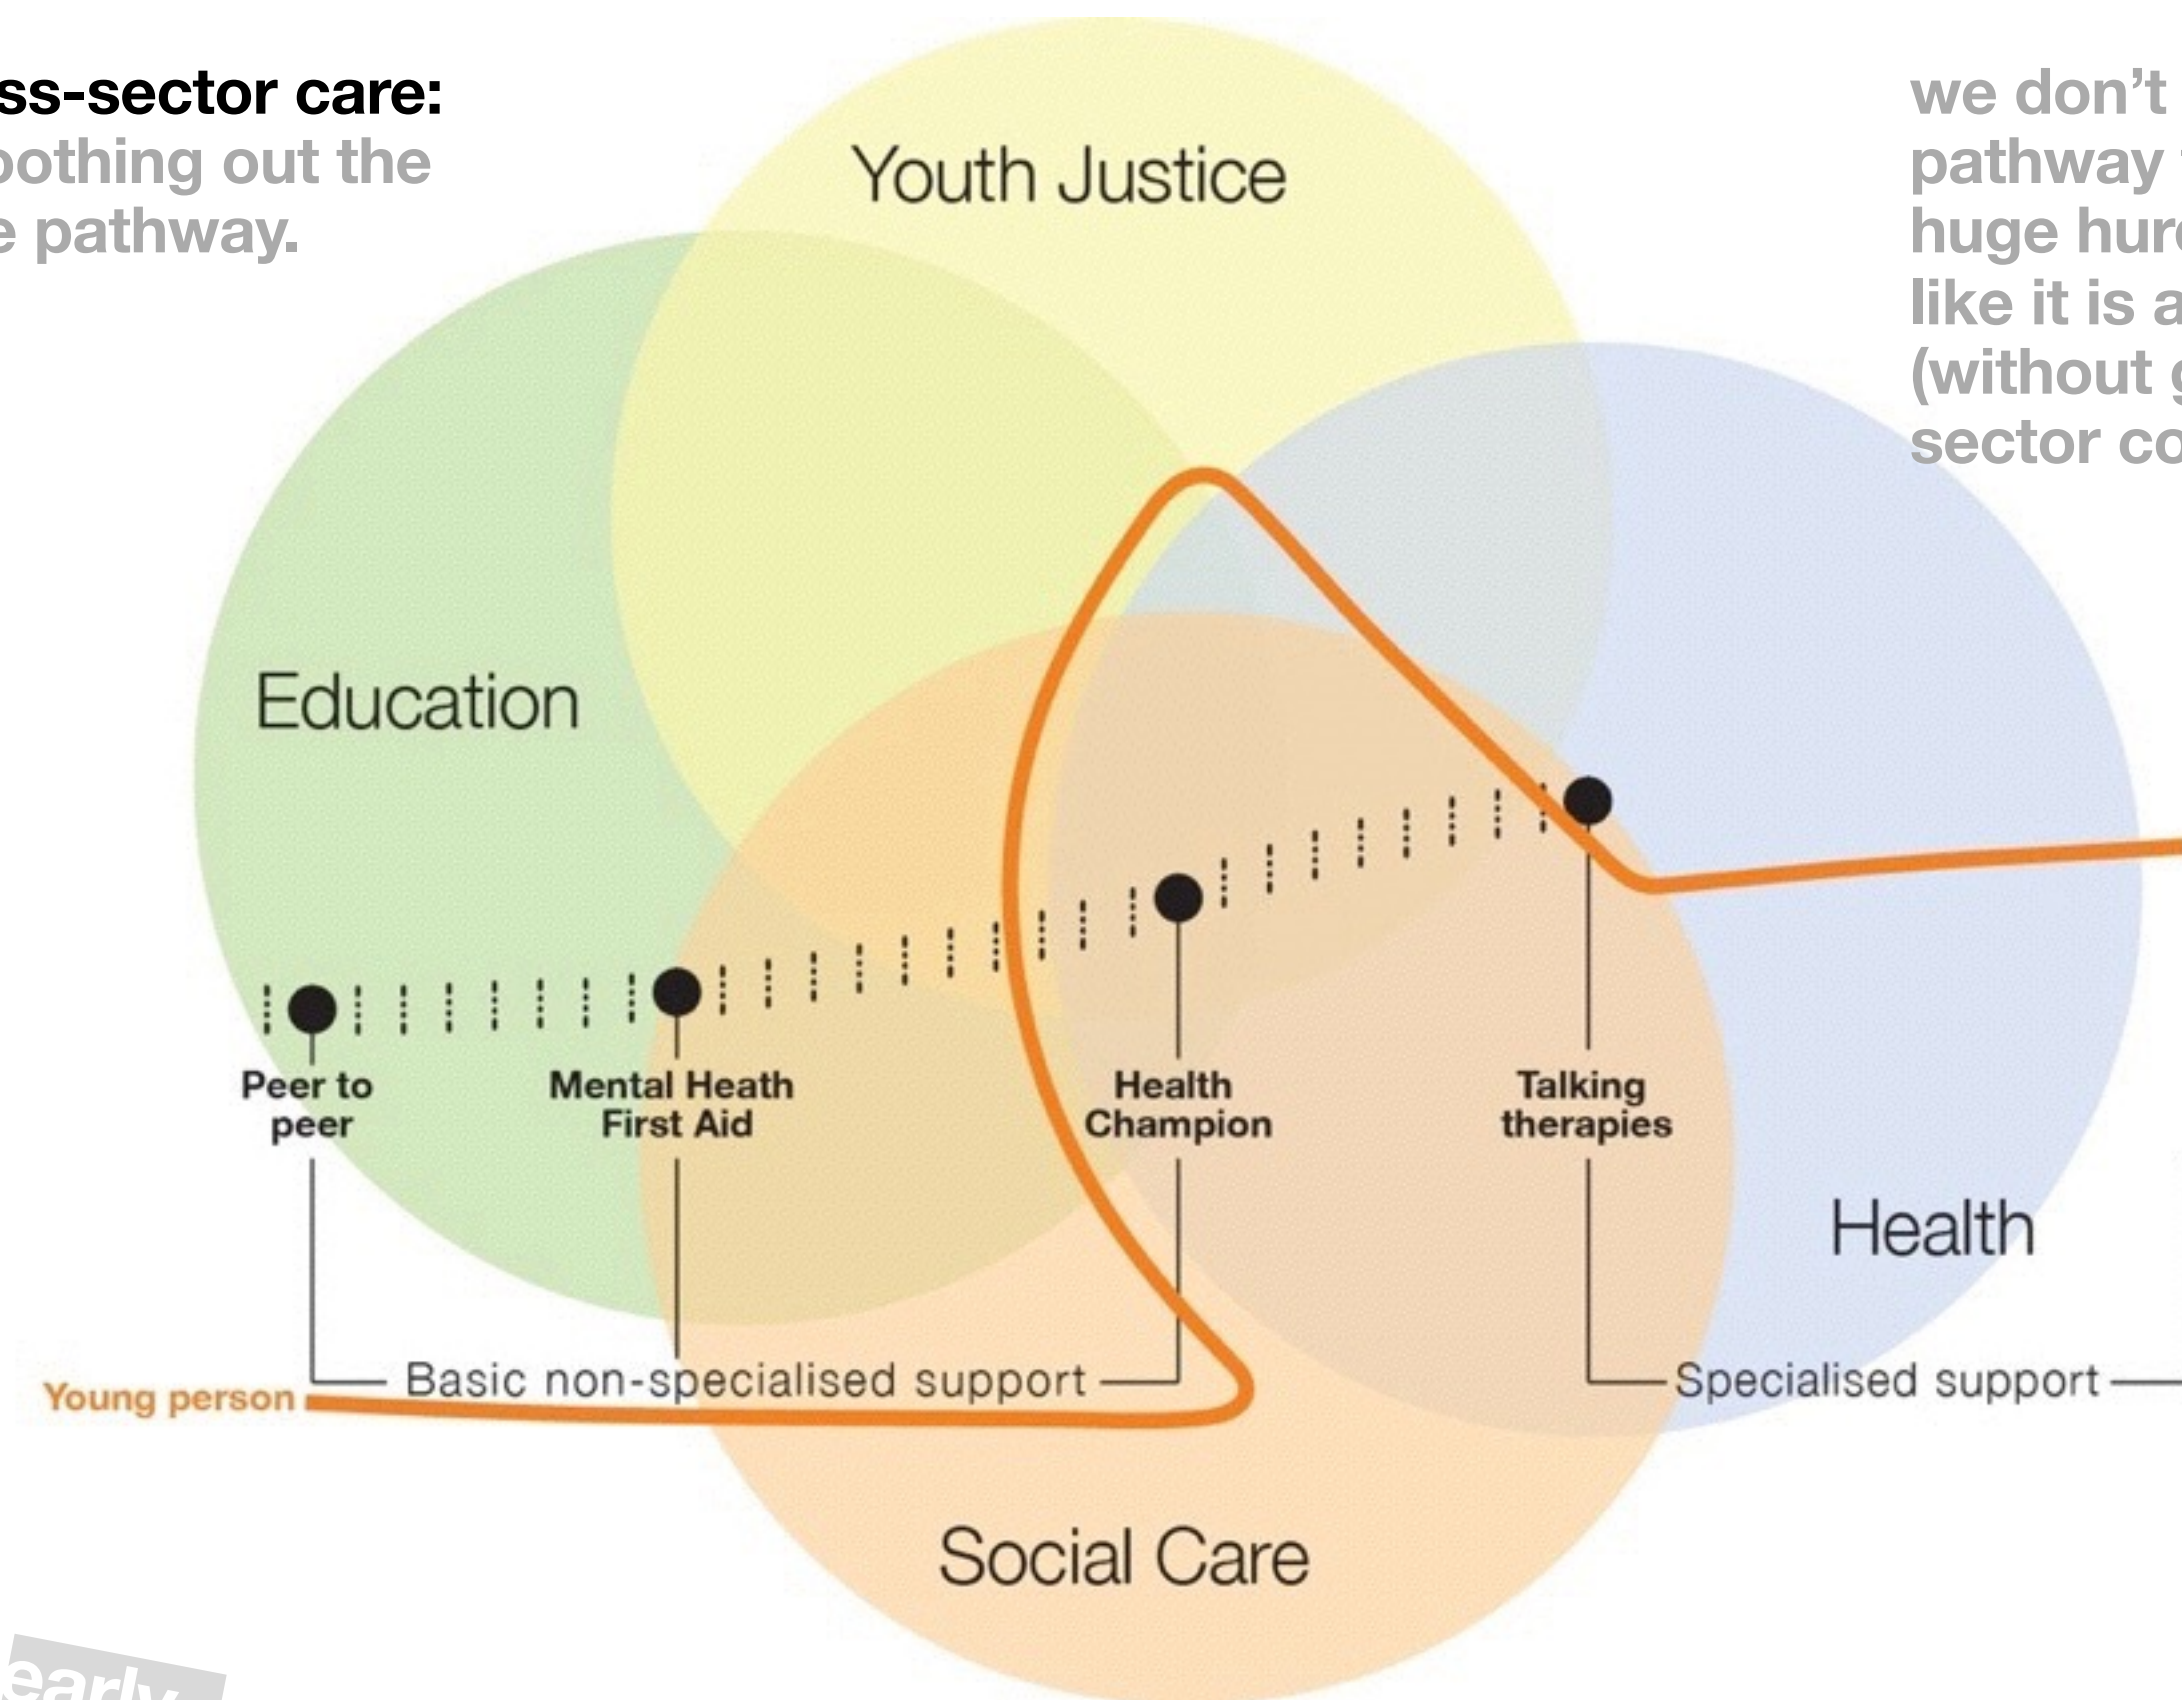 ss-sector care:
oothing out the
e pathway.
we don't
pathway
huge hur
like it is a
(without g
sector co
Youth Justice
Education
Peer to
peer
Mental Heath
First Aid
Health
Champion
Talking
therapies
Health
Basic non-specialised support
Specialised support
Young person
Social Care
early